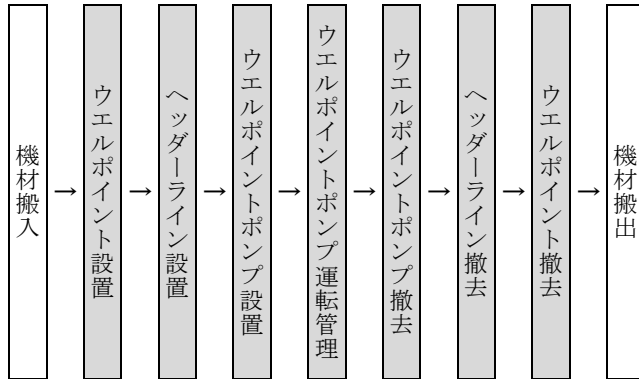 機材搬入
→
ウエルポイント設置
→
ヘッダーライン設置
→
ウエルポイントポンプ設置
→
ウエルポイントポンプ運転管理
→
ウエルポイントポンプ撤去
→
ヘッダーライン撤去
→
ウエルポイント撤去
→
機材搬出